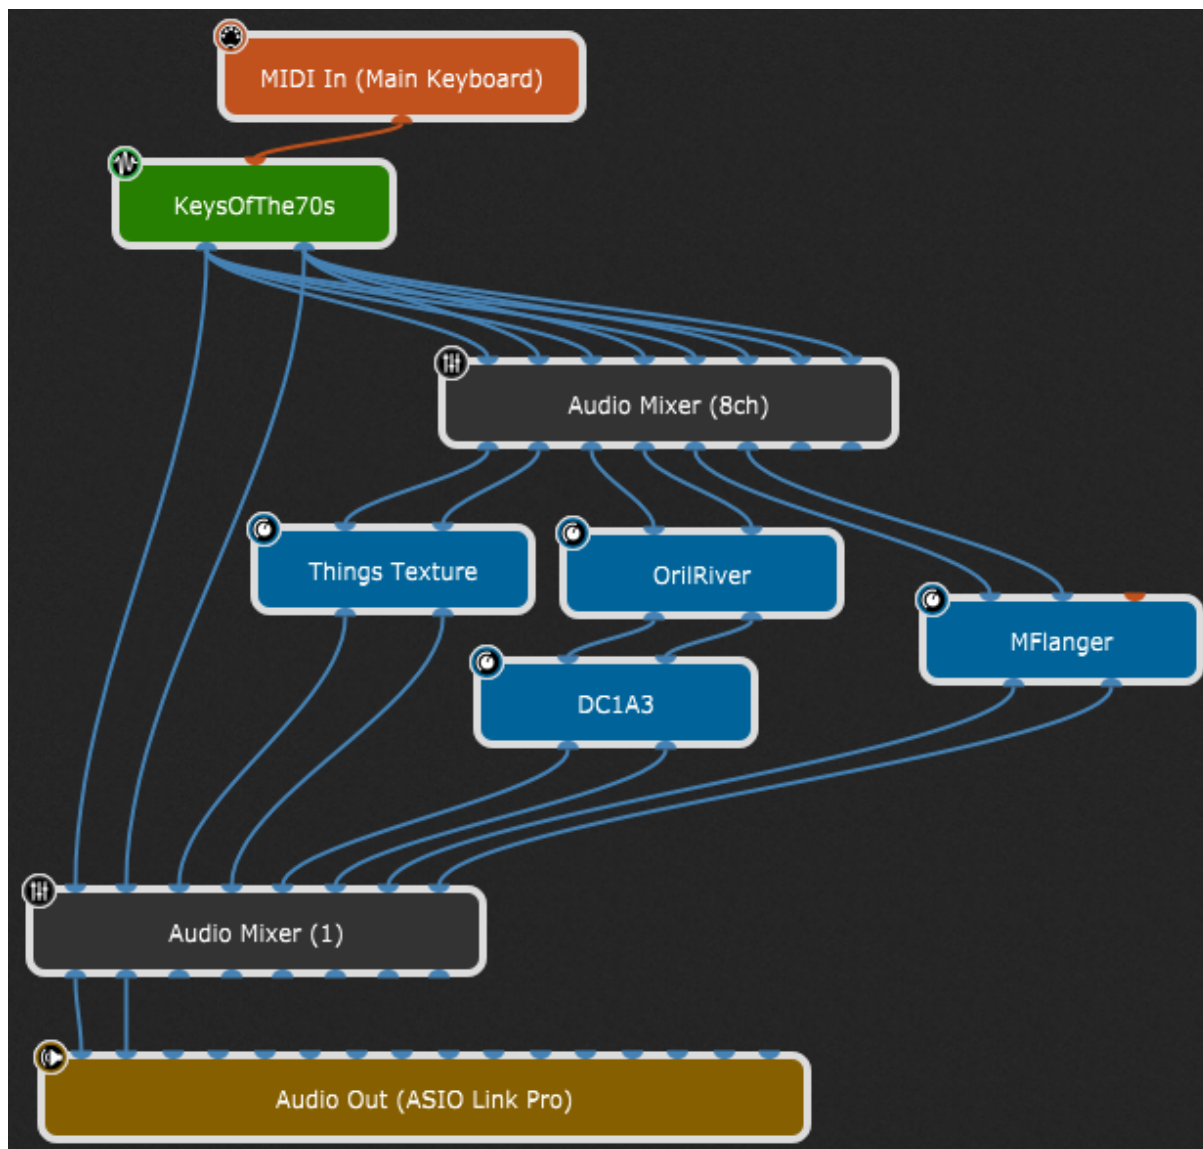 MIDI In (Main Keyboard)
KeysOfThe70s
Audio Mixer (8ch)
Things Texture
OrilRiver
MFlanger
DC1A3
Audio Mixer (1)
Audio Out (ASIO Link Pro)